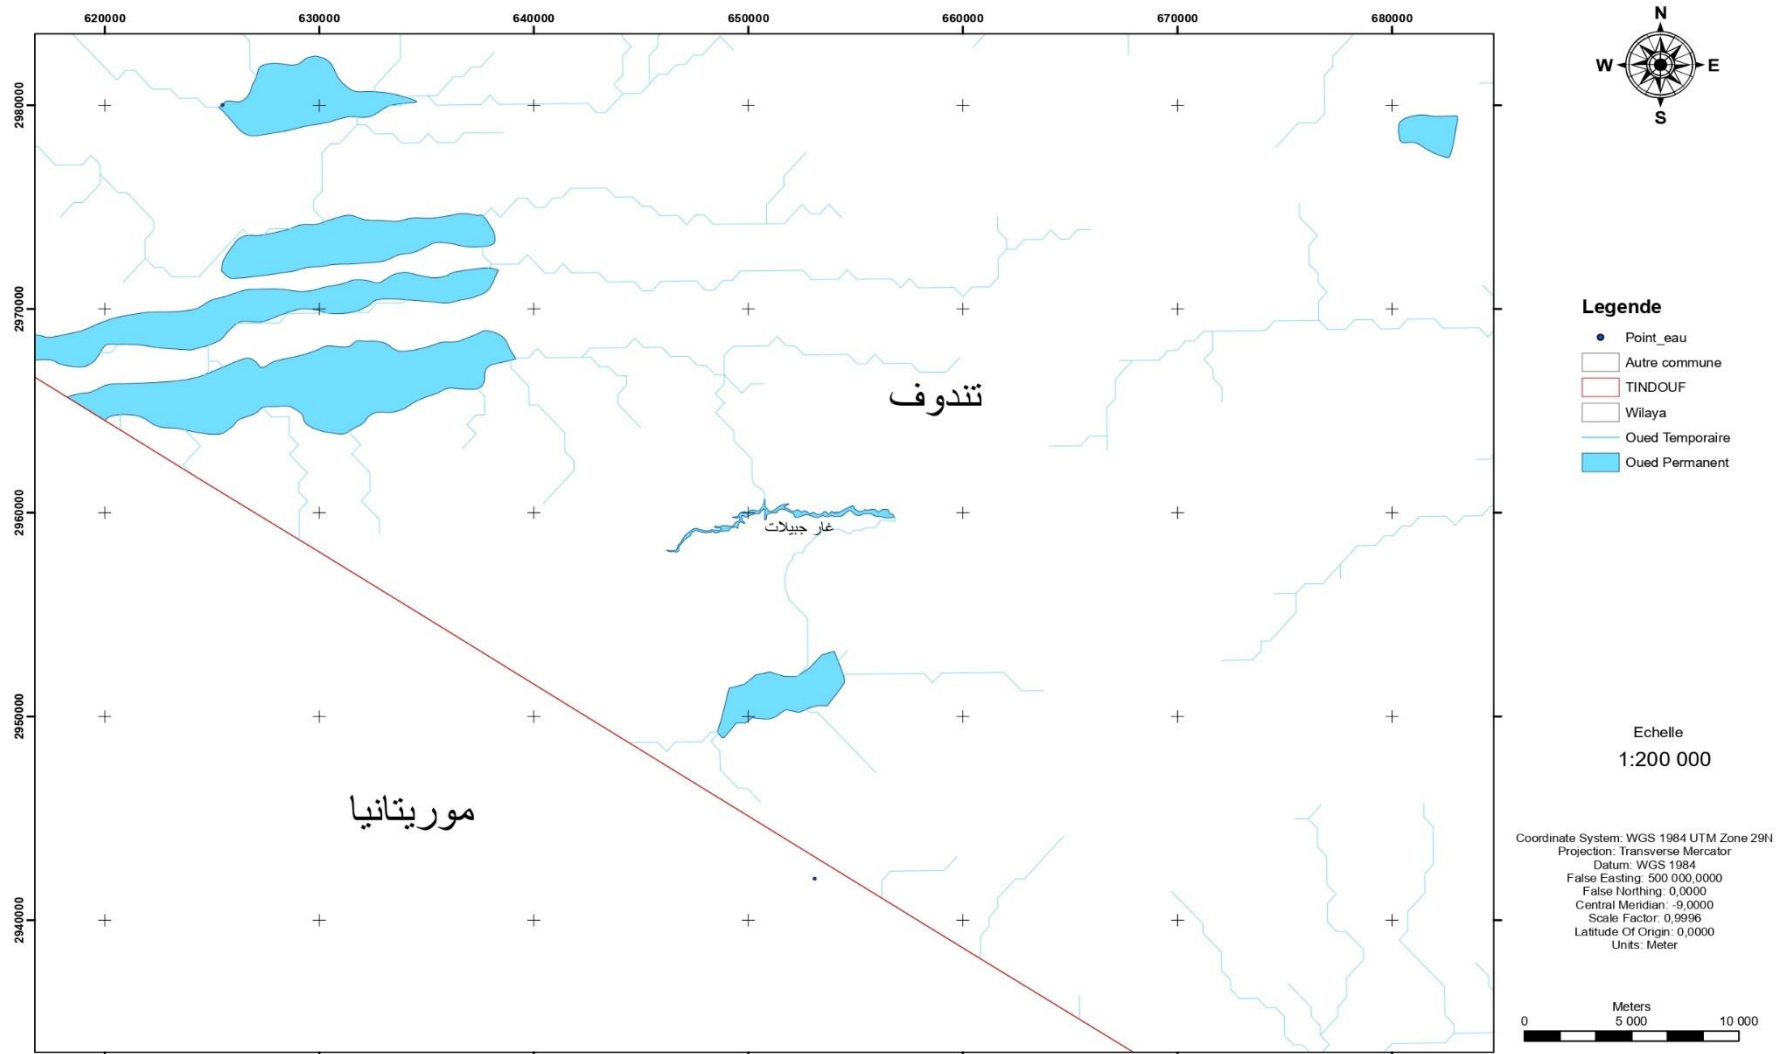 620000 630000 640000 650000 660000 670000 680000
N
W E
S
2980000
2970000
2960000
2950000
2940000
تندوف
غار جبيلات
موريتانيا
Legende
Point_eau
Autre commune
TINDOUF
Wilaya
Oued Temporaire
Oued Permanent
Echelle
1:200 000
Coordinate System: WGS 1984 UTM Zone 29N
Projection: Transverse Mercator
Datum: WGS 1984
False Easting: 500 000,0000
False Northing: 0,0000
Central Meridian: -9,0000
Scale Factor: 0,9996
Latitude Of Origin: 0,0000
Units: Meter
Meters
0 5 000 10 000